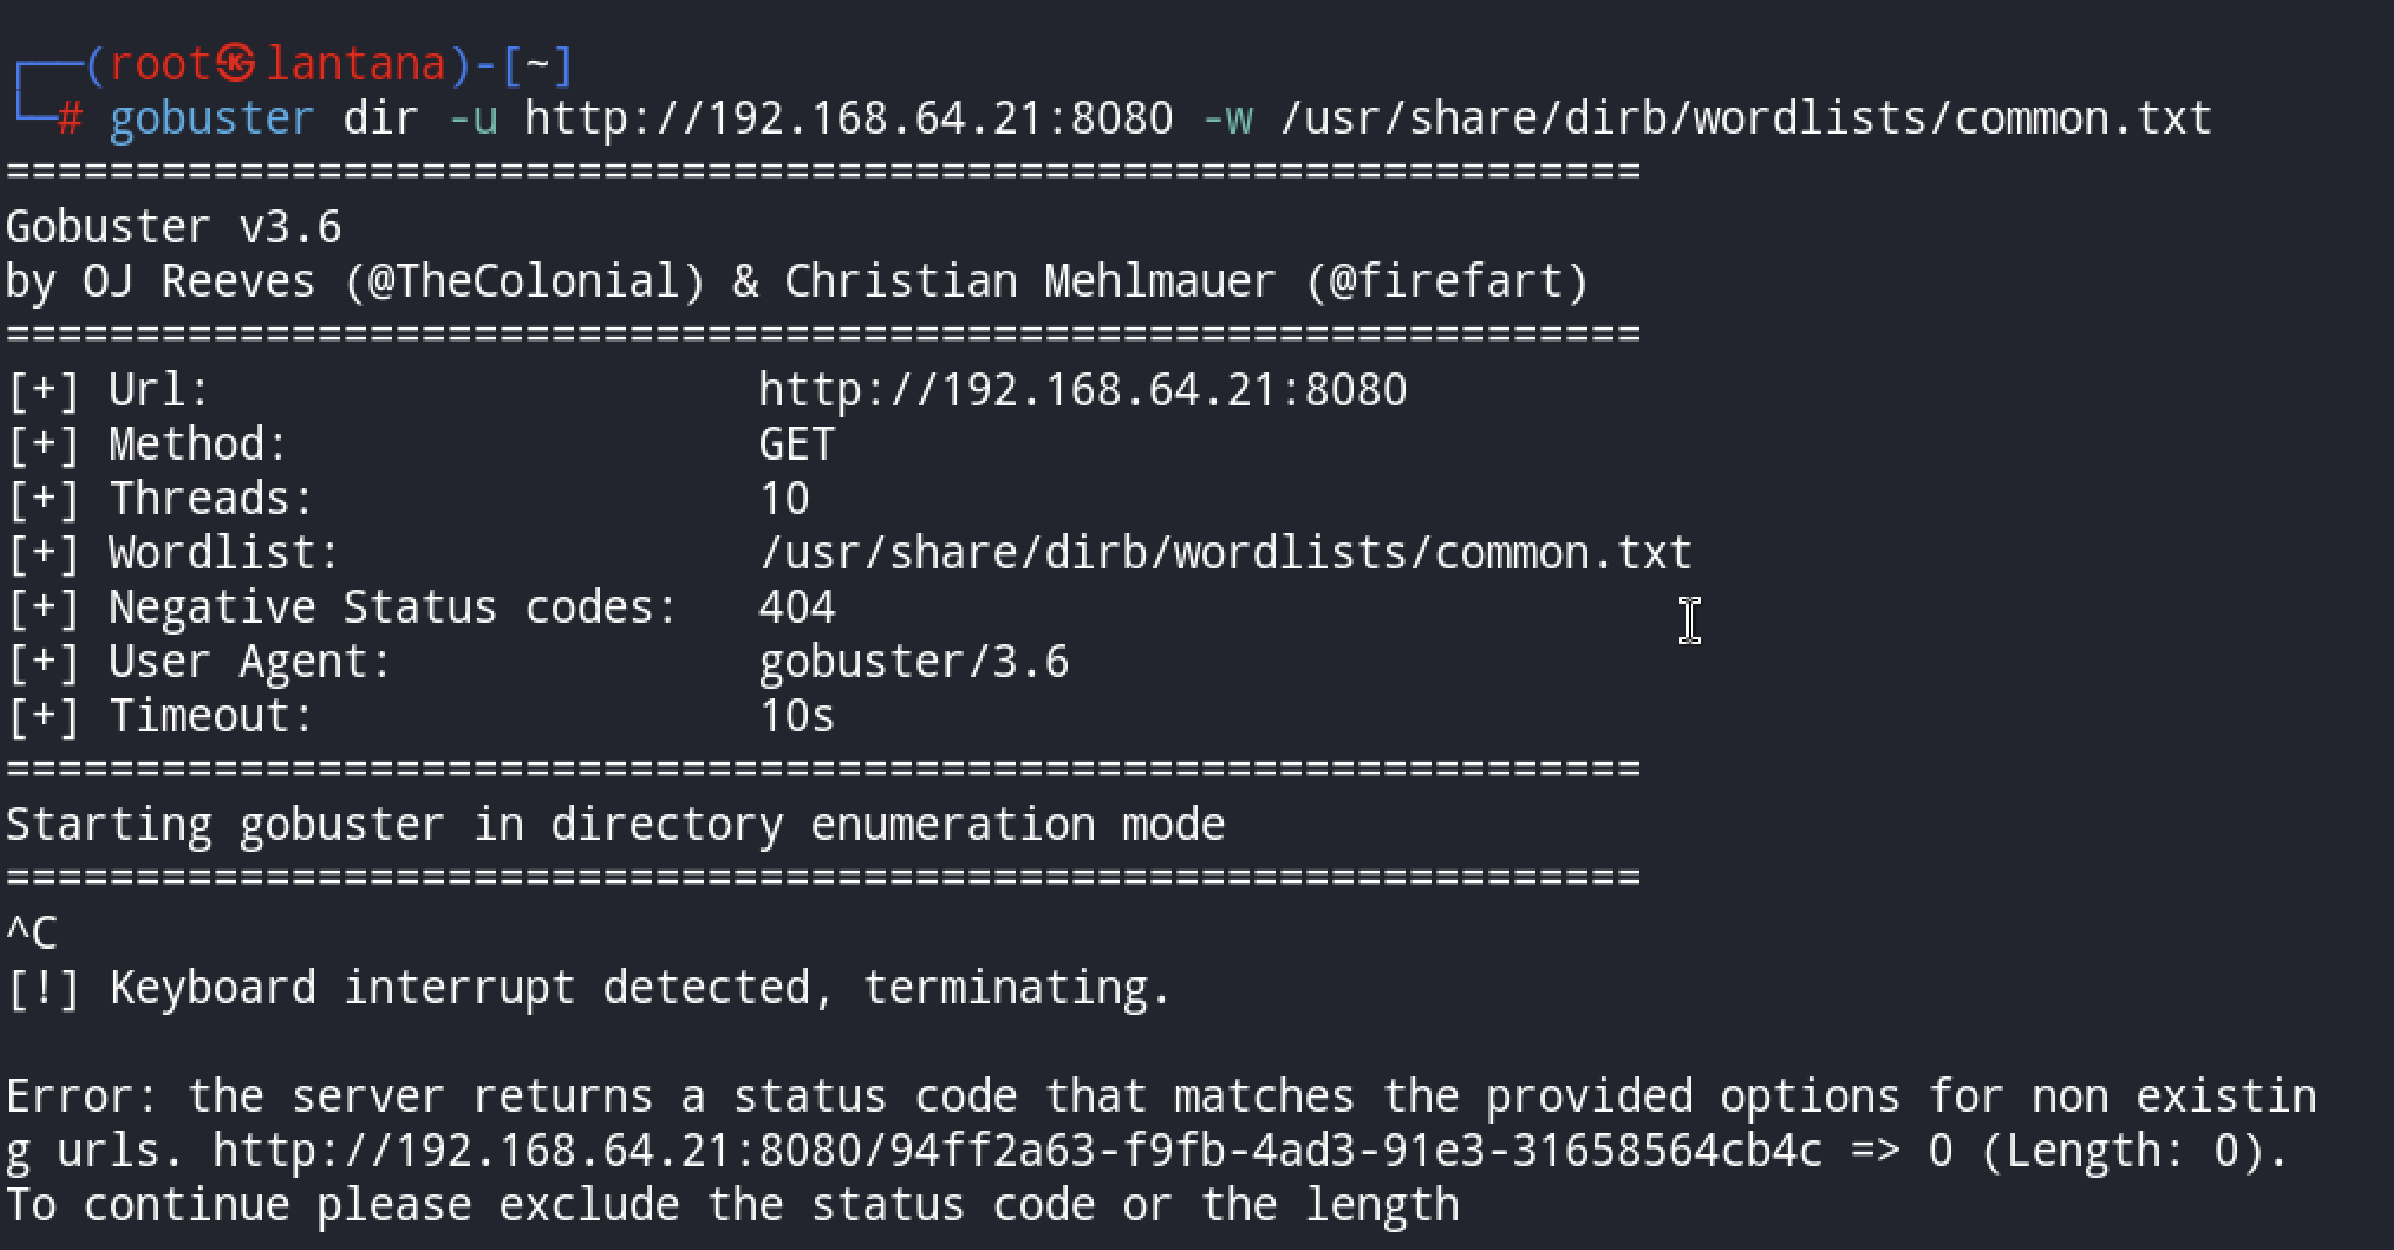 ┌──(root㉿lantana)-[~]
└─# gobuster dir -u http://192.168.64.21:8080 -w /usr/share/dirb/wordlists/common.txt
===============================================================
Gobuster v3.6
by OJ Reeves (@TheColonial) & Christian Mehlmauer (@firefart)
===============================================================
[+] Url:                     http://192.168.64.21:8080
[+] Method:                  GET
[+] Threads:                 10
[+] Wordlist:                /usr/share/dirb/wordlists/common.txt
[+] Negative Status codes:   404
[+] User Agent:              gobuster/3.6
[+] Timeout:                 10s
===============================================================
Starting gobuster in directory enumeration mode
===============================================================
^C
[!] Keyboard interrupt detected, terminating.
Error: the server returns a status code that matches the provided options for non existin
g urls. http://192.168.64.21:8080/94ff2a63-f9fb-4ad3-91e3-31658564cb4c => 0 (Length: 0).
To continue please exclude the status code or the length